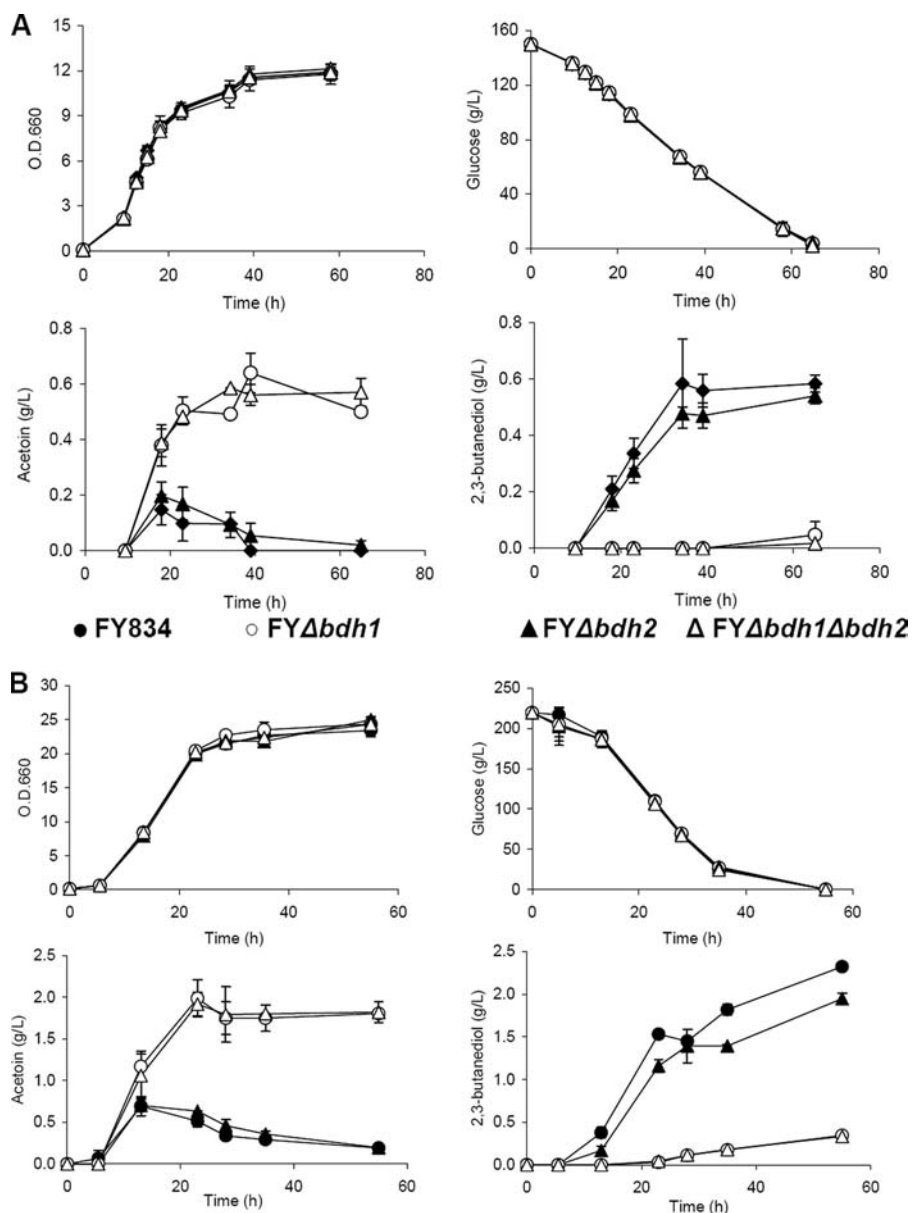 A
15
12
9
6
3
0
O.D.660
0 20 40 60 80
Time (h)
160
120
80
40
0
Glucose (g/L)
0 20 40 60 80
Time (h)
0.8
0.6
0.4
0.2
0.0
Acetoin (g/L)
0 20 40 60 80
Time (h)
0.8
0.6
0.4
0.2
0.0
2,3-butanediol (g/L)
0 20 40 60 80
Time (h)
FY834 FYΔbdh1 FYΔbdh2 FYΔbdh1Δbdh2
B
30
25
20
15
10
5
0
O.D.660
0 20 40 60
Time (h)
250
200
150
100
50
0
Glucose (g/L)
0 20 40 60
Time (h)
2.5
2.0
1.5
1.0
0.5
0.0
Acetoin (g/L)
0 20 40 60
Time (h)
2.5
2.0
1.5
1.0
0.5
0.0
2,3-butanediol (g/L)
0 20 40 60
Time (h)